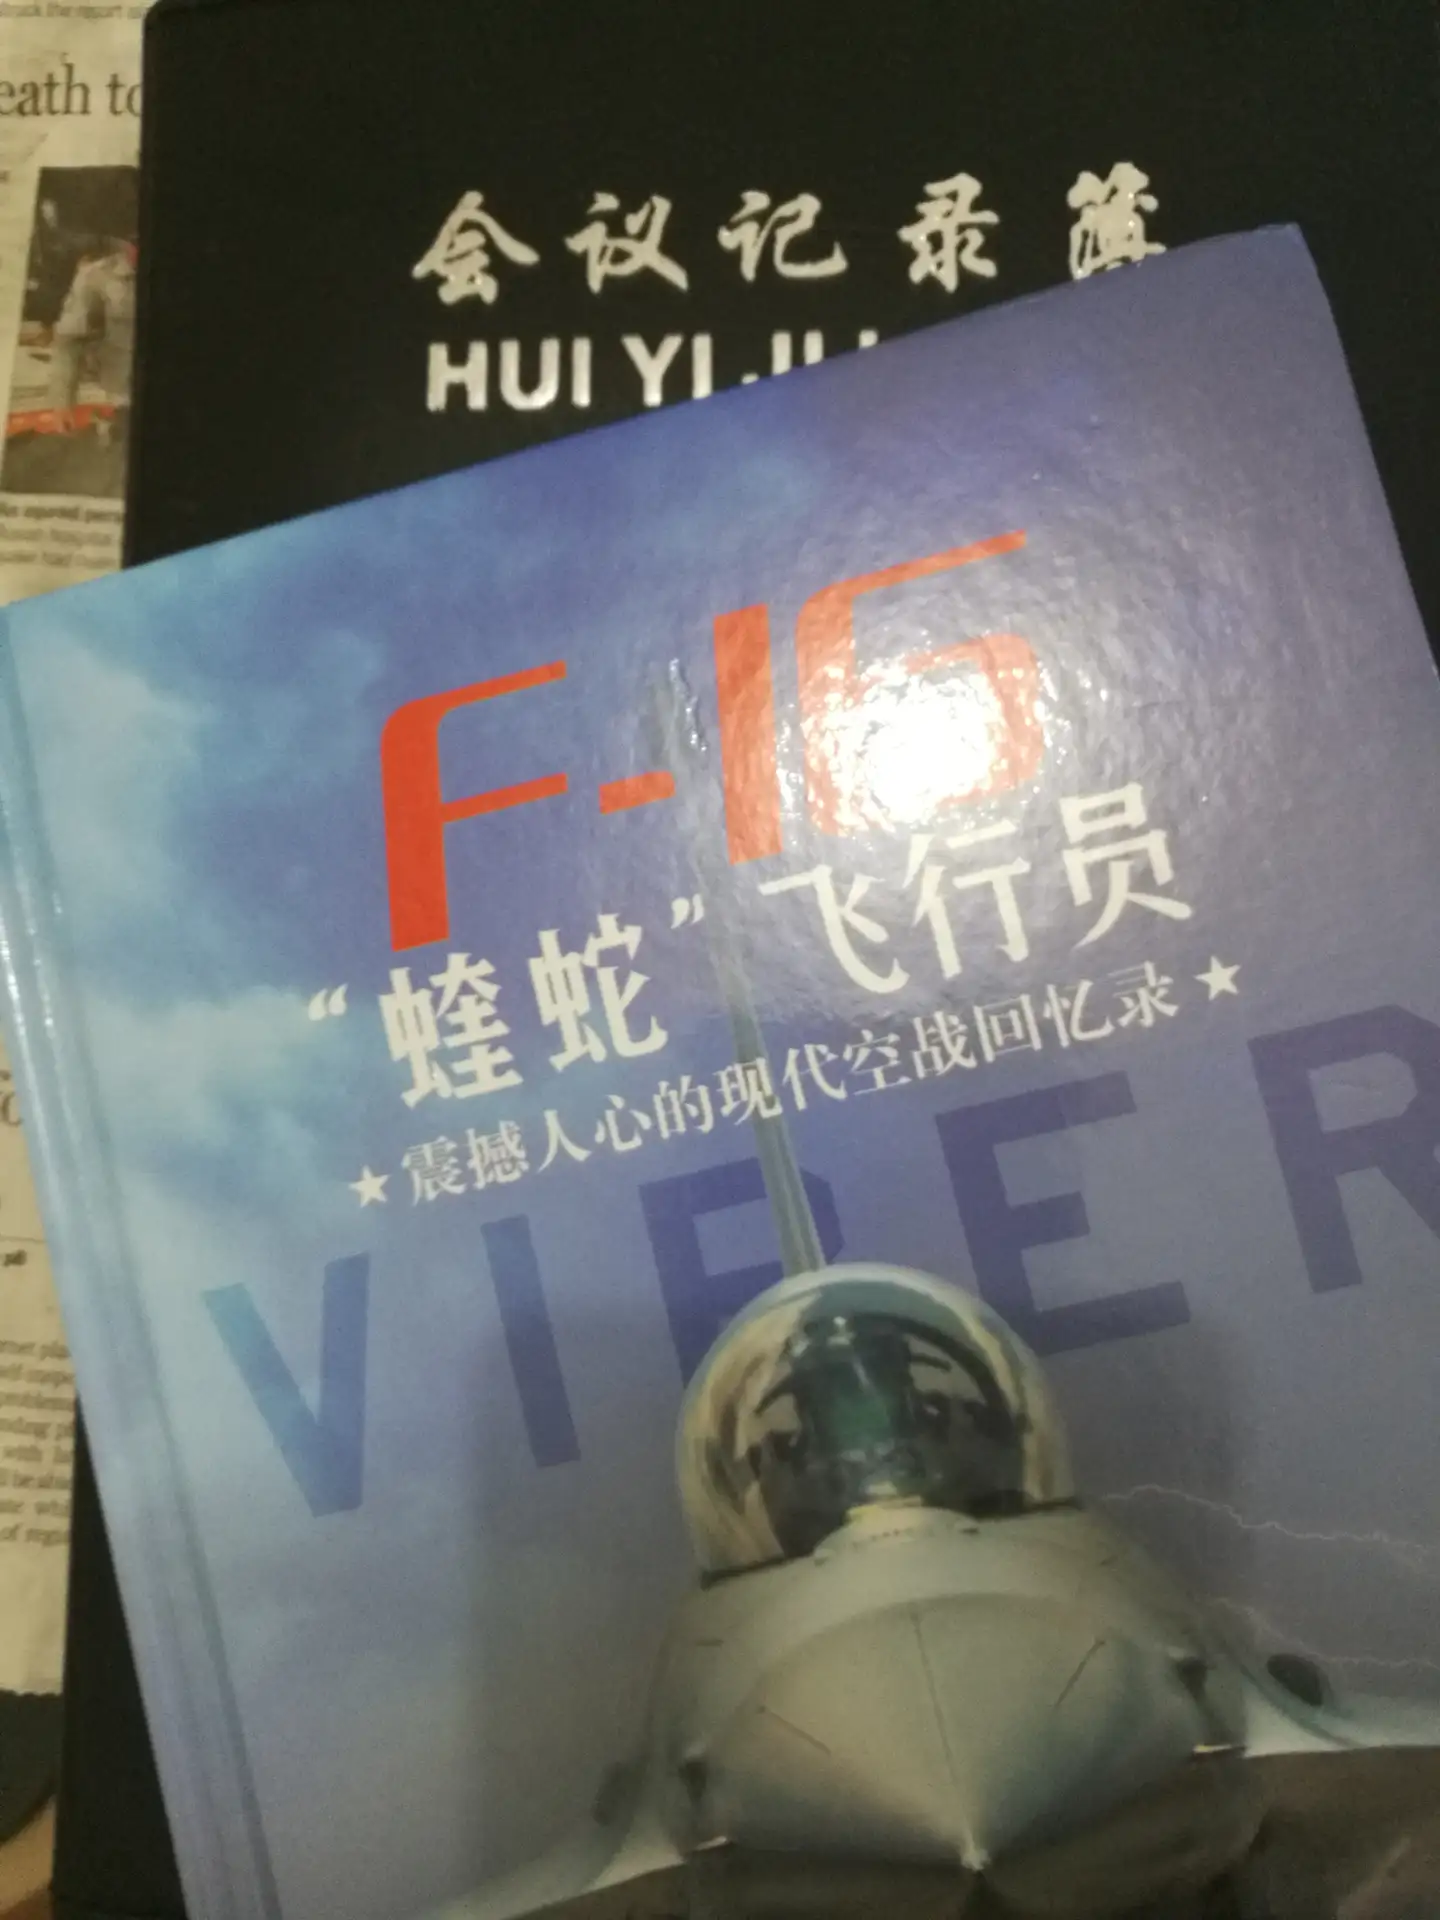 eath to
会议记录簿
HUI YI JI
F-16
“蝰蛇”飞行员
★震撼人心的现代空战回忆录★
VIPER